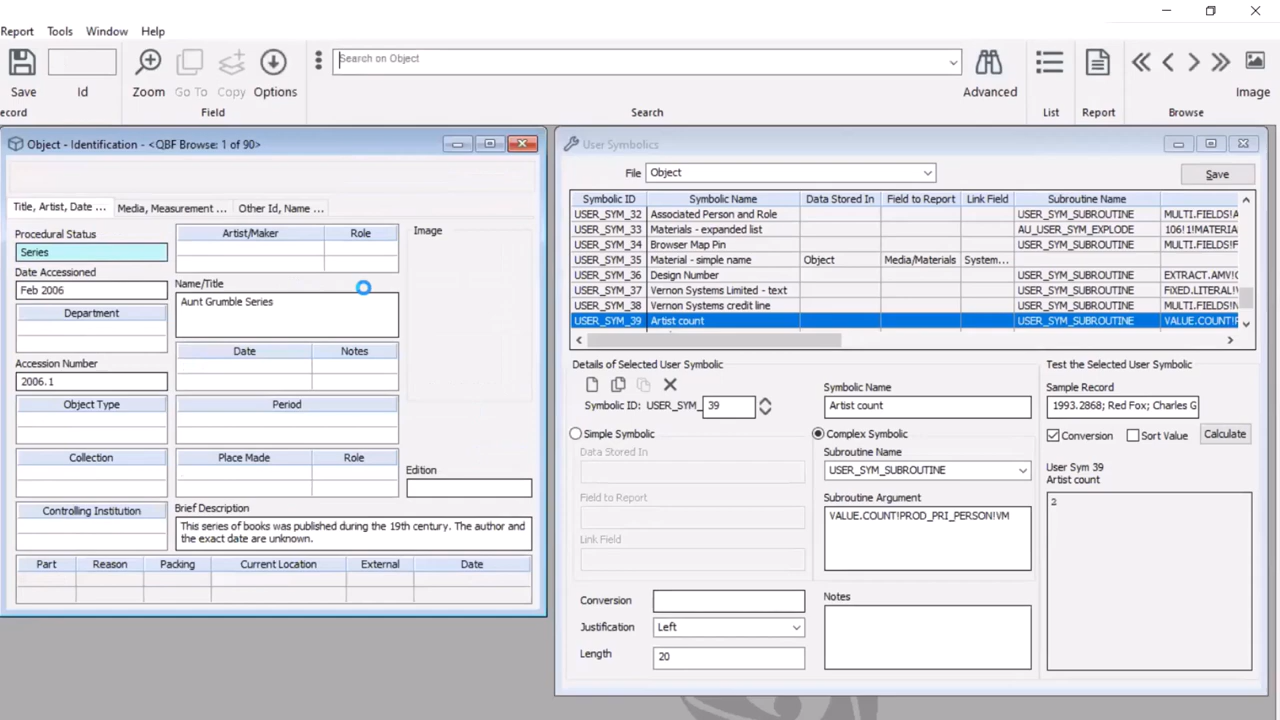 Report Tools Window Help
Search on Object
Save Id Zoom Go To Copy Options Advanced Image
ecord Field Search List Report Browse
Object - Identification - <QBF Browse: 1 of 90>
Title, Artist, Date ... Media, Measurement ... Other Id, Name ...
Procedural Status
Series
Date Accessioned
Feb 2006
Department
Accession Number
2006.1
Object Type
Collection
Controlling Institution
Artist/Maker Role
Name/Title
Aunt Grumble Series
Date Notes
Period
Place Made Role
Brief Description
This series of books was published during the 19th century. The author and
the exact date are unknown.
Image
Edition
Part Reason Packing Current Location External Date
User Symbolics
File Object Save
Symbolic ID Symbolic Name Data Stored In Field to Report Link Field Subroutine Name
USER_SYM_32 Associated Person and Role USER_SYM_SUBROUTINE MULTI.FIELDS!A
USER_SYM_33 Materials - expanded list AU_USER_SYM_EXPLODE 106!1!MATERIA
USER_SYM_34 Browser Map Pin USER_SYM_SUBROUTINE MULTI.FIELDS!
USER_SYM_35 Material - simple name Object Media/Materials System...
USER_SYM_36 Design Number USER_SYM_SUBROUTINE EXTRACT.AMV!
USER_SYM_37 Vernon Systems Limited - text USER_SYM_SUBROUTINE FIXED.LITERAL!
USER_SYM_38 Vernon Systems credit line USER_SYM_SUBROUTINE MULTI.FIELDS!
USER_SYM_39 Artist count USER_SYM_SUBROUTINE VALUE.COUNT!
Details of Selected User Symbolic
Symbolic ID: USER_SYM_ 39
Symbolic Name
Artist count
Simple Symbolic
Data Stored In
Field to Report
Link Field
Complex Symbolic
Subroutine Name
USER_SYM_SUBROUTINE
Subroutine Argument
VALUE.COUNT!PROD_PRI_PERSON!VM
Conversion
Justification Left
Length 20
Notes
Test the Selected User Symbolic
Sample Record
1993.2868; Red Fox; Charles G
Conversion Sort Value Calculate
User Sym 39
Artist count
2